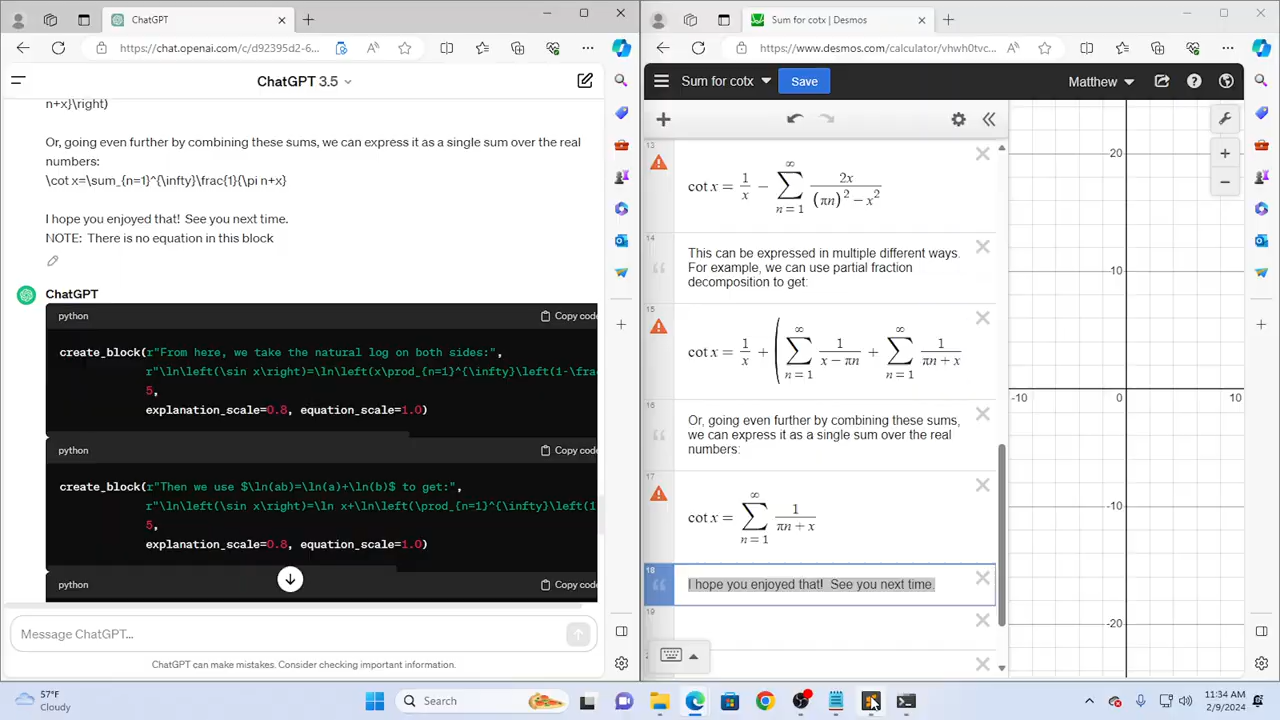 ChatGPT
https://chat.openai.com/c/d92395d2-6...
ChatGPT 3.5
n+x}\right)
Or, going even further by combining these sums, we can express it as a single sum over the real
numbers:
\cot x=\sum_{n=1}^{\infty}\frac{1}{\pi n+x}
I hope you enjoyed that!  See you next time.
NOTE:  There is no equation in this block
ChatGPT
python
Copy code
create_block(r"From here, we take the natural log on both sides:",
r"\ln\left(\sin x\right)=\ln\left(x\prod_{n=1}^{\infty}\left(1-\fra
5,
explanation_scale=0.8, equation_scale=1.0)
python
Copy code
create_block(r"Then we use $\ln(ab)=\ln(a)+\ln(b)$ to get:",
r"\ln\left(\sin x\right)=\ln x+\ln\left(\prod_{n=1}^{\infty}\left(1
5,
explanation_scale=0.8, equation_scale=1.0)
python
Copy code
Message ChatGPT...
ChatGPT can make mistakes. Consider checking important information.
Sum for cotx | Desmos
https://www.desmos.com/calculator/vhwh0tvc...
Sum for cotx
Save
Matthew
13
cot x = 1/x − ∑_{n=1}^{∞} 2x/((πn)² − x²)
14
This can be expressed in multiple different ways.
For example, we can use partial fraction
decomposition to get:
15
cot x = 1/x + (∑_{n=1}^{∞} 1/(x − πn) + ∑_{n=1}^{∞} 1/(πn + x)
16
Or, going even further by combining these sums,
we can express it as a single sum over the real
numbers:
17
cot x = ∑_{n=1}^{∞} 1/(πn + x)
18
I hope you enjoyed that!  See you next time.
19
20
10
-10
0
10
-10
-20
57°F
Cloudy
Search
11:34 AM
2/9/2024